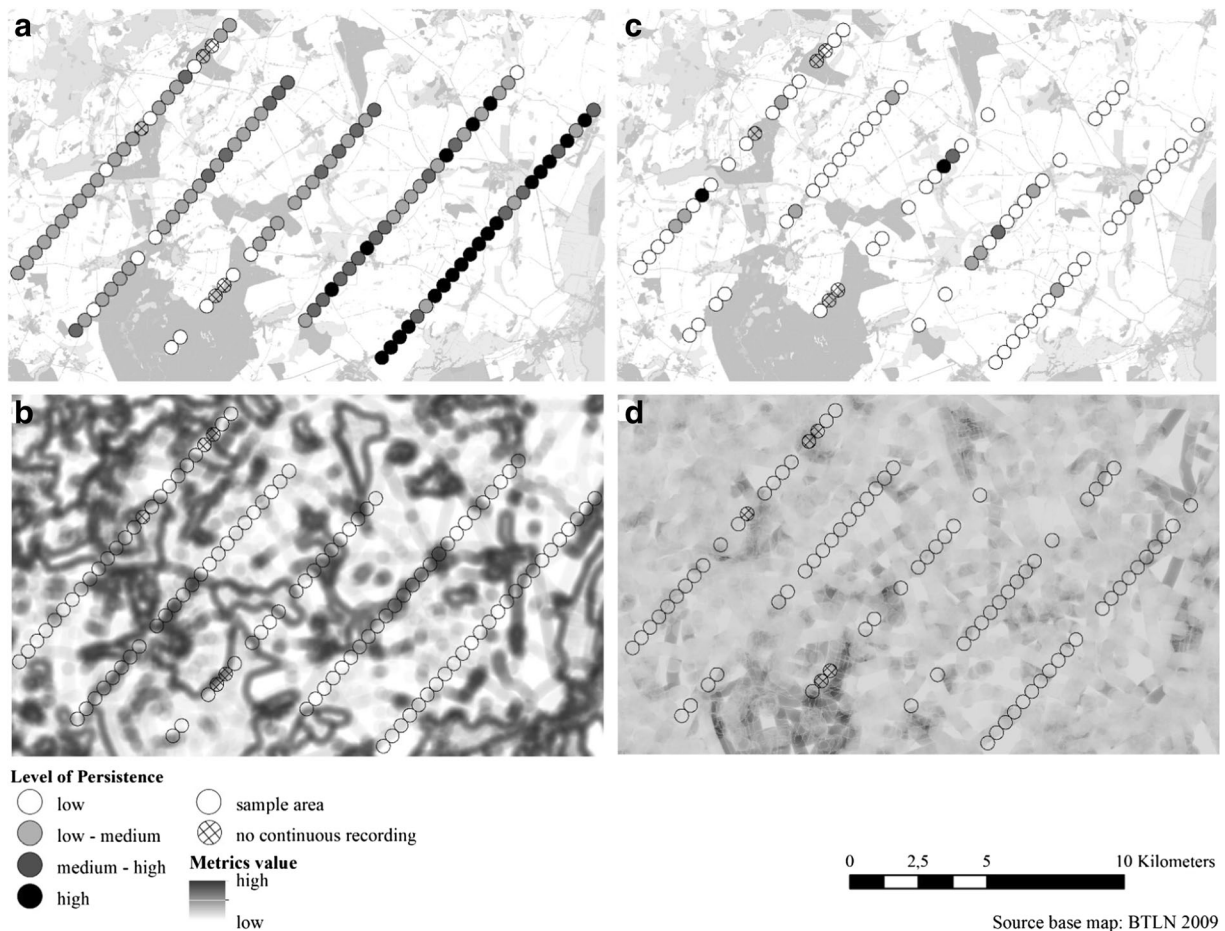 a
c
b
d
Level of Persistence
low
low - medium
medium - high
high
sample area
no continuous recording
Metrics value
high
low
0 2,5 5 10 Kilometers
Source base map: BTLN 2009